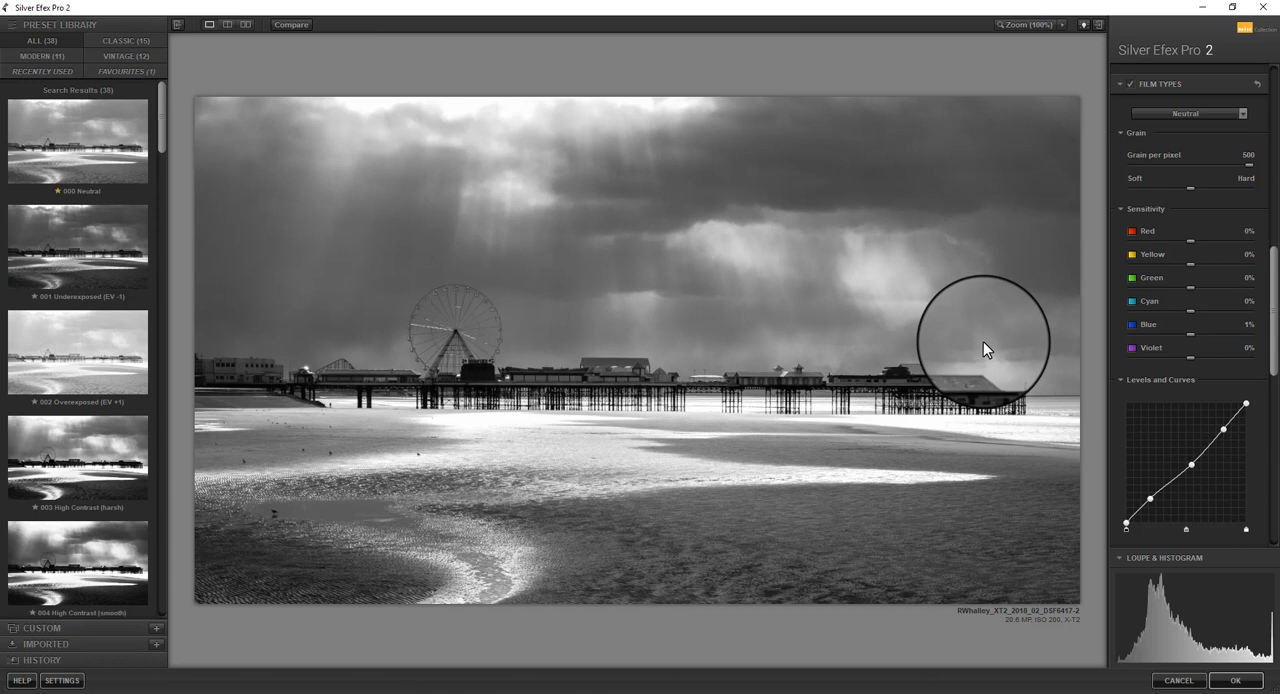 Silver Efex Pro 2
PRESET LIBRARY
ALL (38)
CLASSIC (15)
MODERN (11)
VINTAGE (12)
RECENTLY USED
FAVOURITES (1)
Search Results (38)
000 Neutral
001 Underexposed (EV -1)
002 Overexposed (EV +1)
003 High Contrast (harsh)
004 High Contrast (smooth)
CUSTOM
IMPORTED
HISTORY
HELP
SETTINGS
Compare
Zoom (100%)
RWhalley_XT2_2018_02_DSF6417-2
20.6 MP, ISO 200, X-T2
Collection
Silver Efex Pro 2
FILM TYPES
Neutral
Grain
Grain per pixel 500
Soft Hard
Sensitivity
Red 0%
Yellow 0%
Green 0%
Cyan 0%
Blue 1%
Violet 0%
Levels and Curves
LOUPE & HISTOGRAM
CANCEL
OK